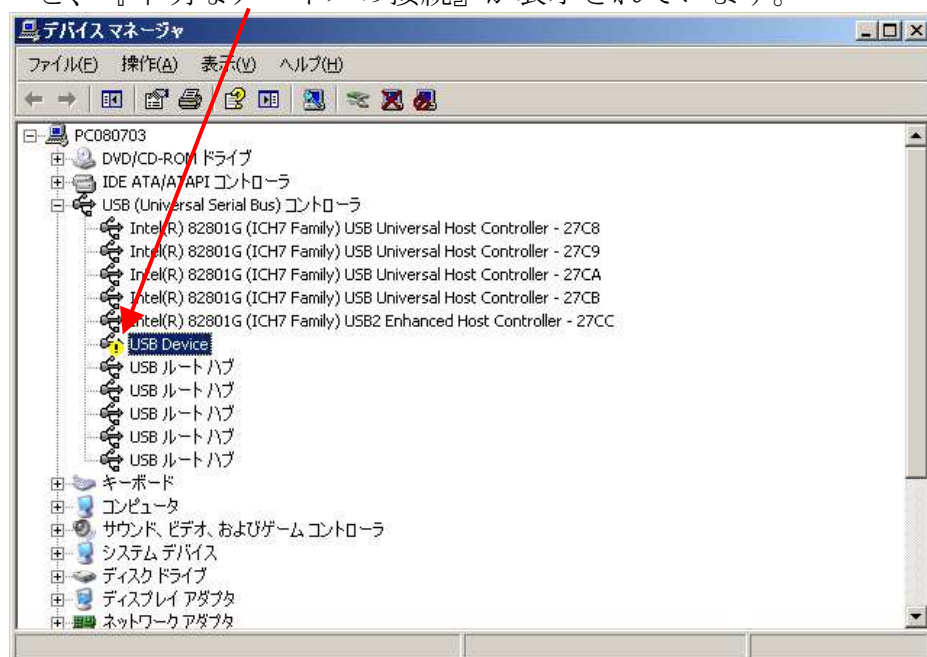 の接続』が表示されています。
デバイス マネージャ
ファイル(F) 操作(A) 表示(V) ヘルプ(H)
PC080703
DVD/CD-ROM ドライブ
IDE ATA/ATAPI コントローラ
USB (Universal Serial Bus) コントローラ
Intel(R) 82801G (ICH7 Family) USB Universal Host Controller - 27C8
Intel(R) 82801G (ICH7 Family) USB Universal Host Controller - 27C9
Intel(R) 82801G (ICH7 Family) USB Universal Host Controller - 27CA
Intel(R) 82801G (ICH7 Family) USB Universal Host Controller - 27CB
Intel(R) 82801G (ICH7 Family) USB2 Enhanced Host Controller - 27CC
USB Device
USB ルート ハブ
USB ルート ハブ
USB ルート ハブ
USB ルート ハブ
USB ルート ハブ
キーボード
コンピュータ
サウンド、ビデオ、およびゲーム コントローラ
システム デバイス
ディスク ドライブ
ディスプレイ アダプタ
ネットワーク アダプタ